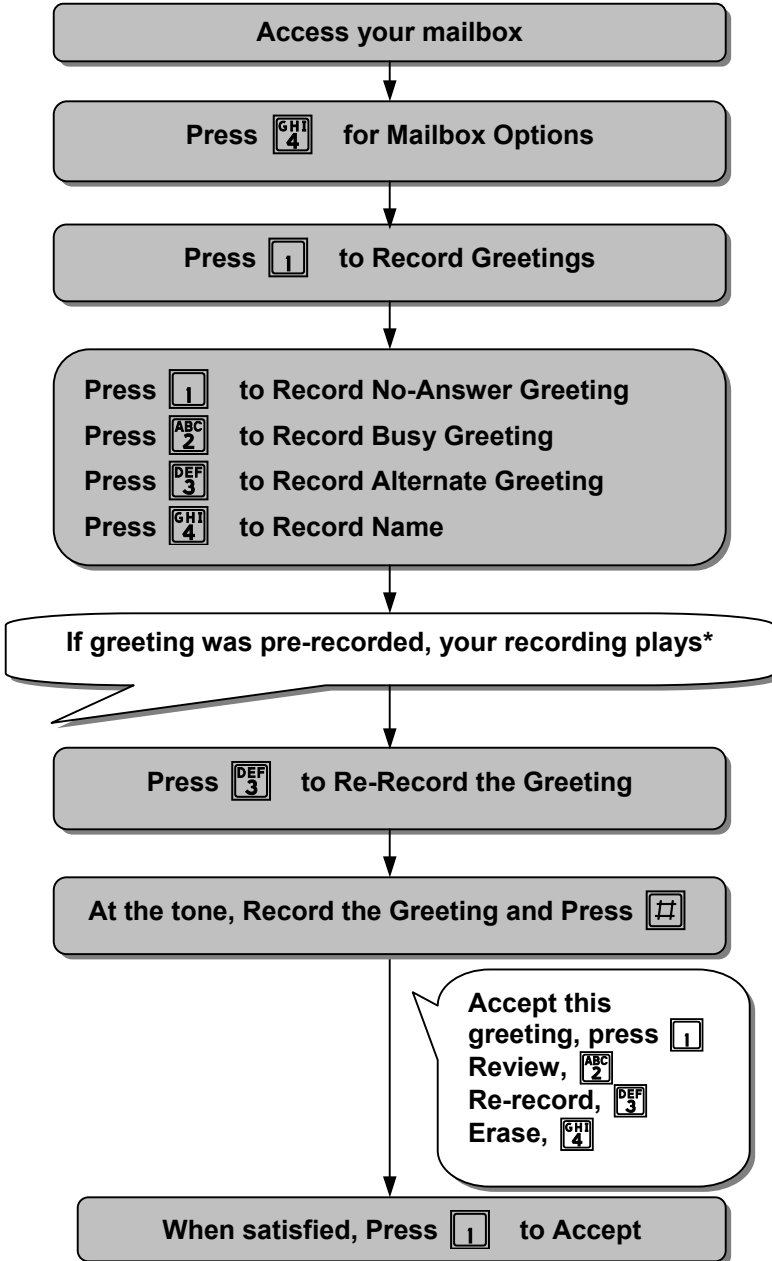 Access your mailbox
Press GHI 4 for Mailbox Options
Press 1 to Record Greetings
Press 1 to Record No-Answer Greeting
Press ABC 2 to Record Busy Greeting
Press DEF 3 to Record Alternate Greeting
Press GHI 4 to Record Name
If greeting was pre-recorded, your recording plays*
Press DEF 3 to Re-Record the Greeting
At the tone, Record the Greeting and Press #
Accept this
greeting, press 1
Review, ABC 2
Re-record, DEF 3
Erase, GHI 4
When satisfied, Press 1 to Accept